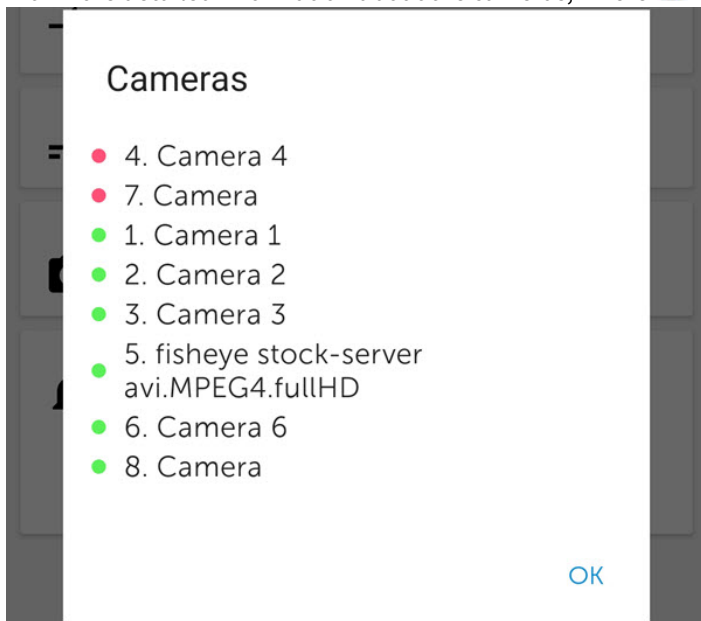 Cameras
4. Camera 4
7. Camera
1. Camera 1
2. Camera 2
3. Camera 3
5. fisheye stock-server
avi.MPEG4.fullHD
6. Camera 6
8. Camera
OK